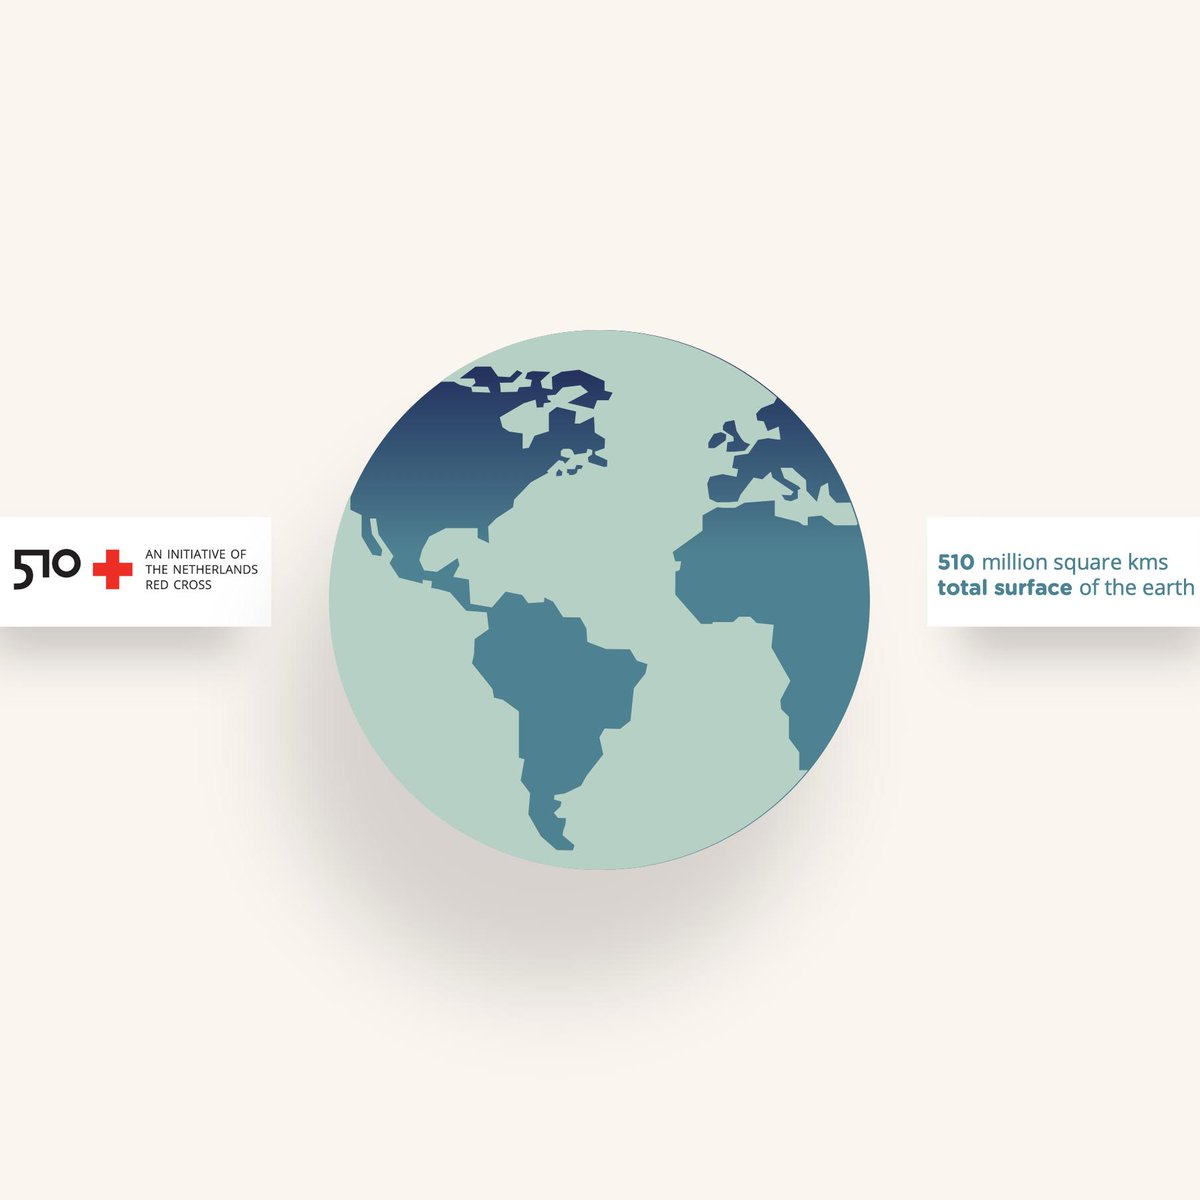 510
AN INITIATIVE OF
THE NETHERLANDS
RED CROSS
510 million square kms
total surface of the earth